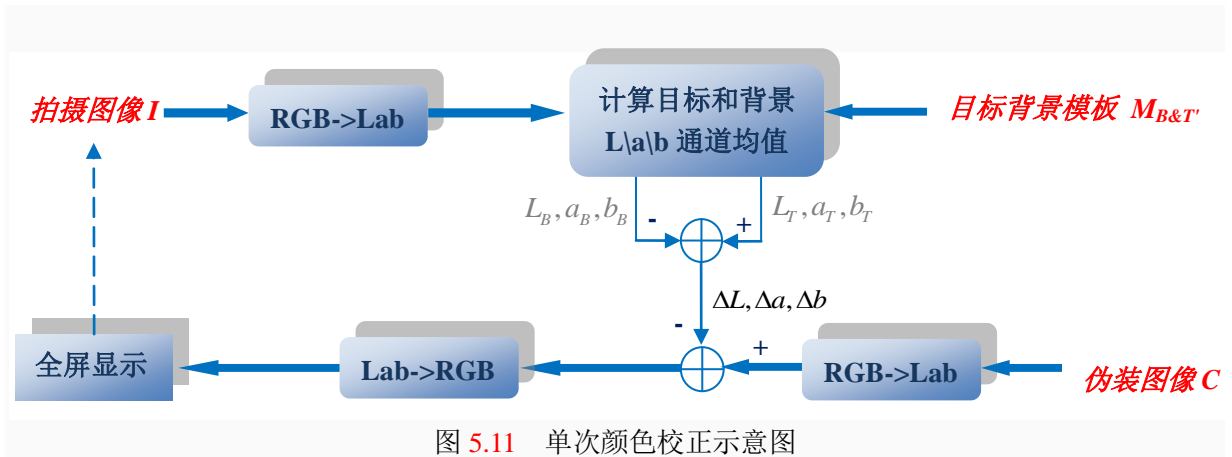 拍摄图像 I
RGB->Lab
计算目标和背景
L\a\b 通道均值
目标背景模板 M_{B&T'}
L_B, a_B, b_B
-
+
L_T, a_T, b_T
ΔL, Δa, Δb
-
+
全屏显示
Lab->RGB
RGB->Lab
伪装图像 C
图 5.11 单次颜色校正示意图